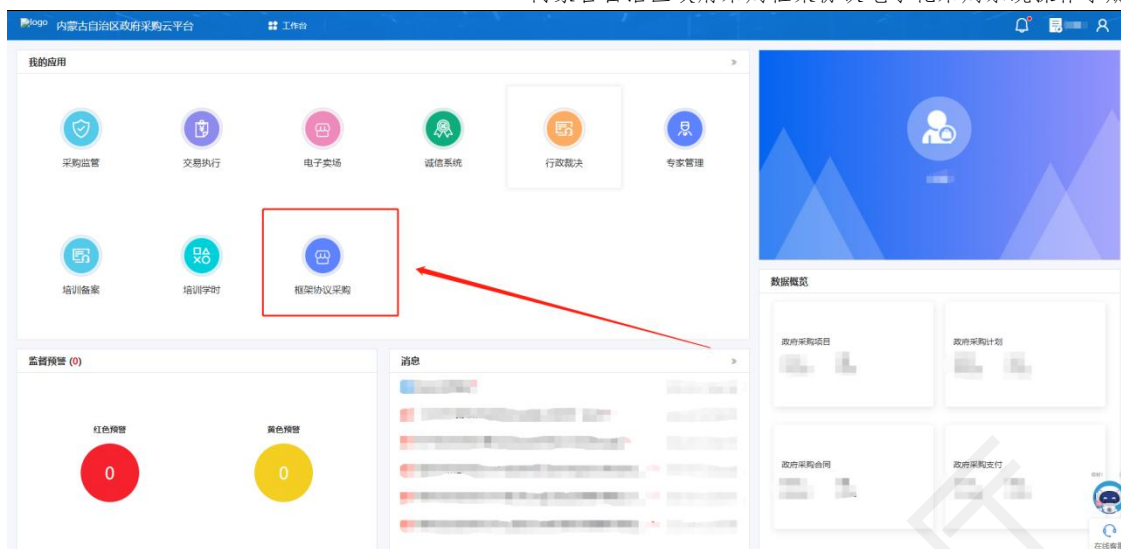 logo 内蒙古自治区政府采购云平台
工作台
我的应用
采购监管
交易执行
电子卖场
诚信系统
行政裁决
专家管理
培训备案
培训学时
框架协议采购
监督预警 (0)
红色预警
0
黄色预警
0
消息
数据概览
政府采购项目
政府采购计划
政府采购合同
政府采购支付
在线客服